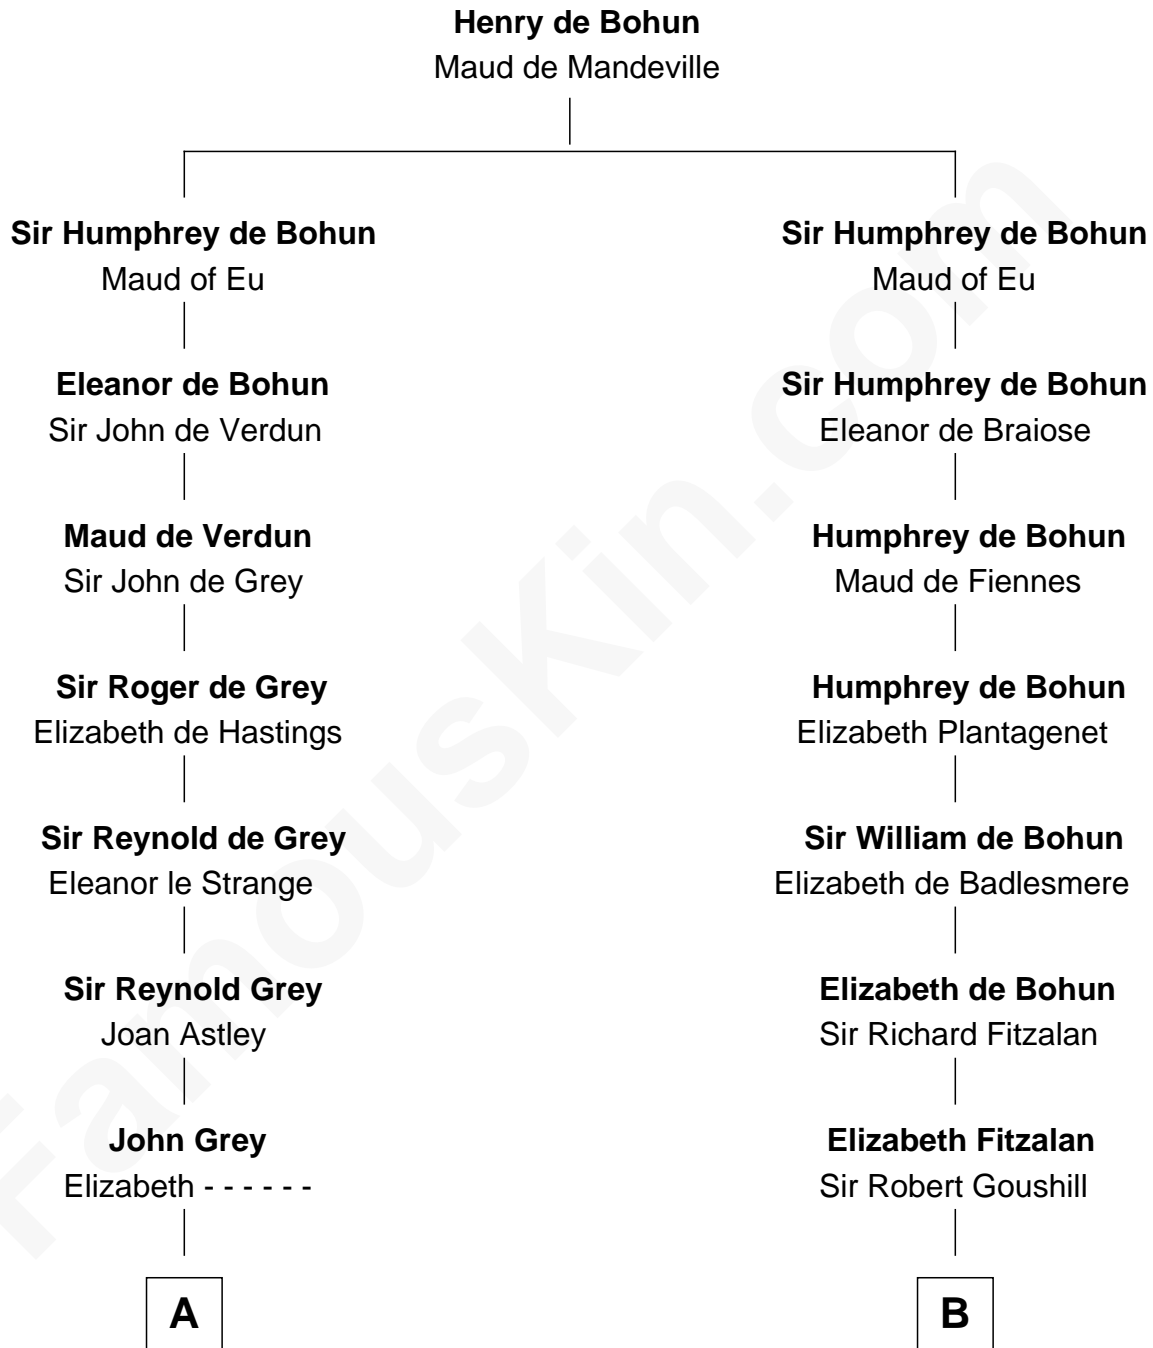 Henry de Bohun
Maud de Mandeville
Sir Humphrey de Bohun
Maud of Eu
Sir Humphrey de Bohun
Maud of Eu
Eleanor de Bohun
Sir John de Verdun
Sir Humphrey de Bohun
Eleanor de Braiose
Maud de Verdun
Sir John de Grey
Humphrey de Bohun
Maud de Fiennes
Sir Roger de Grey
Elizabeth de Hastings
Humphrey de Bohun
Elizabeth Plantagenet
Sir Reynold de Grey
Eleanor le Strange
Sir William de Bohun
Elizabeth de Badlesmere
Sir Reynold Grey
Joan Astley
Elizabeth de Bohun
Sir Richard Fitzalan
John Grey
Elizabeth - - - - - -
Elizabeth Fitzalan
Sir Robert Goushill
A
B
FamousKin.com